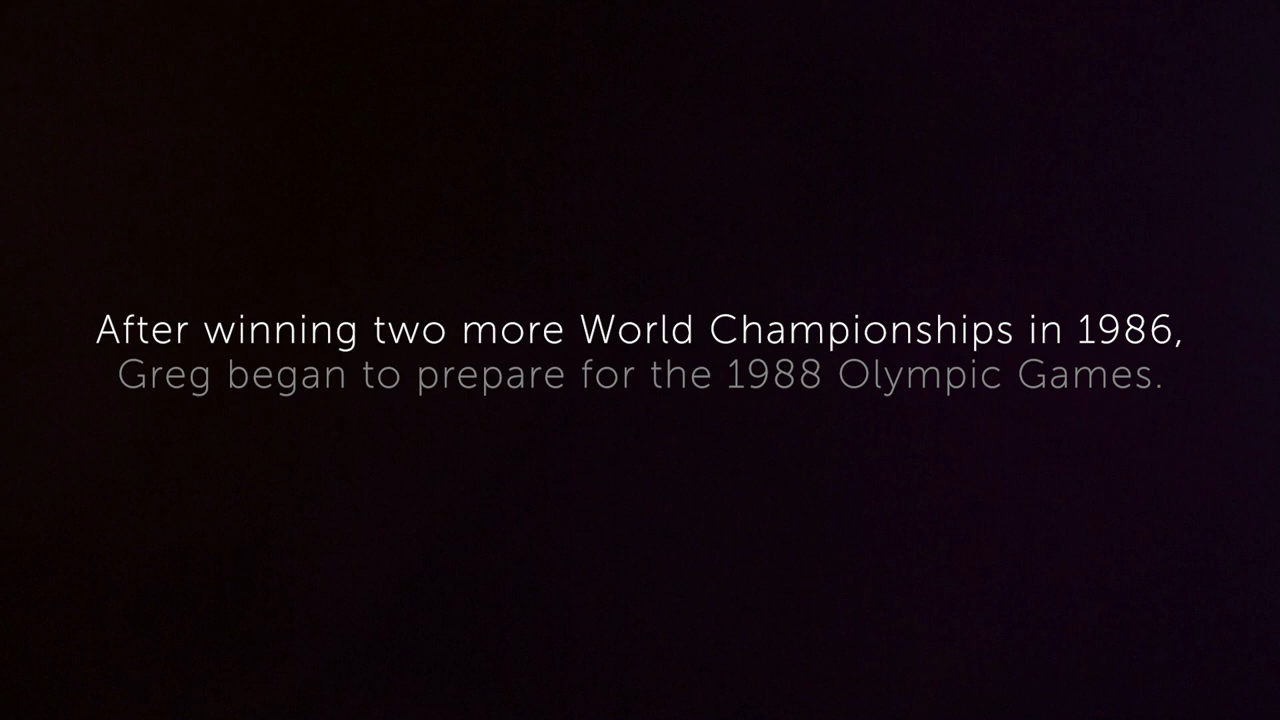 After winning two more World Championships in 1986,
Greg began to prepare for the 1988 Olympic Games.